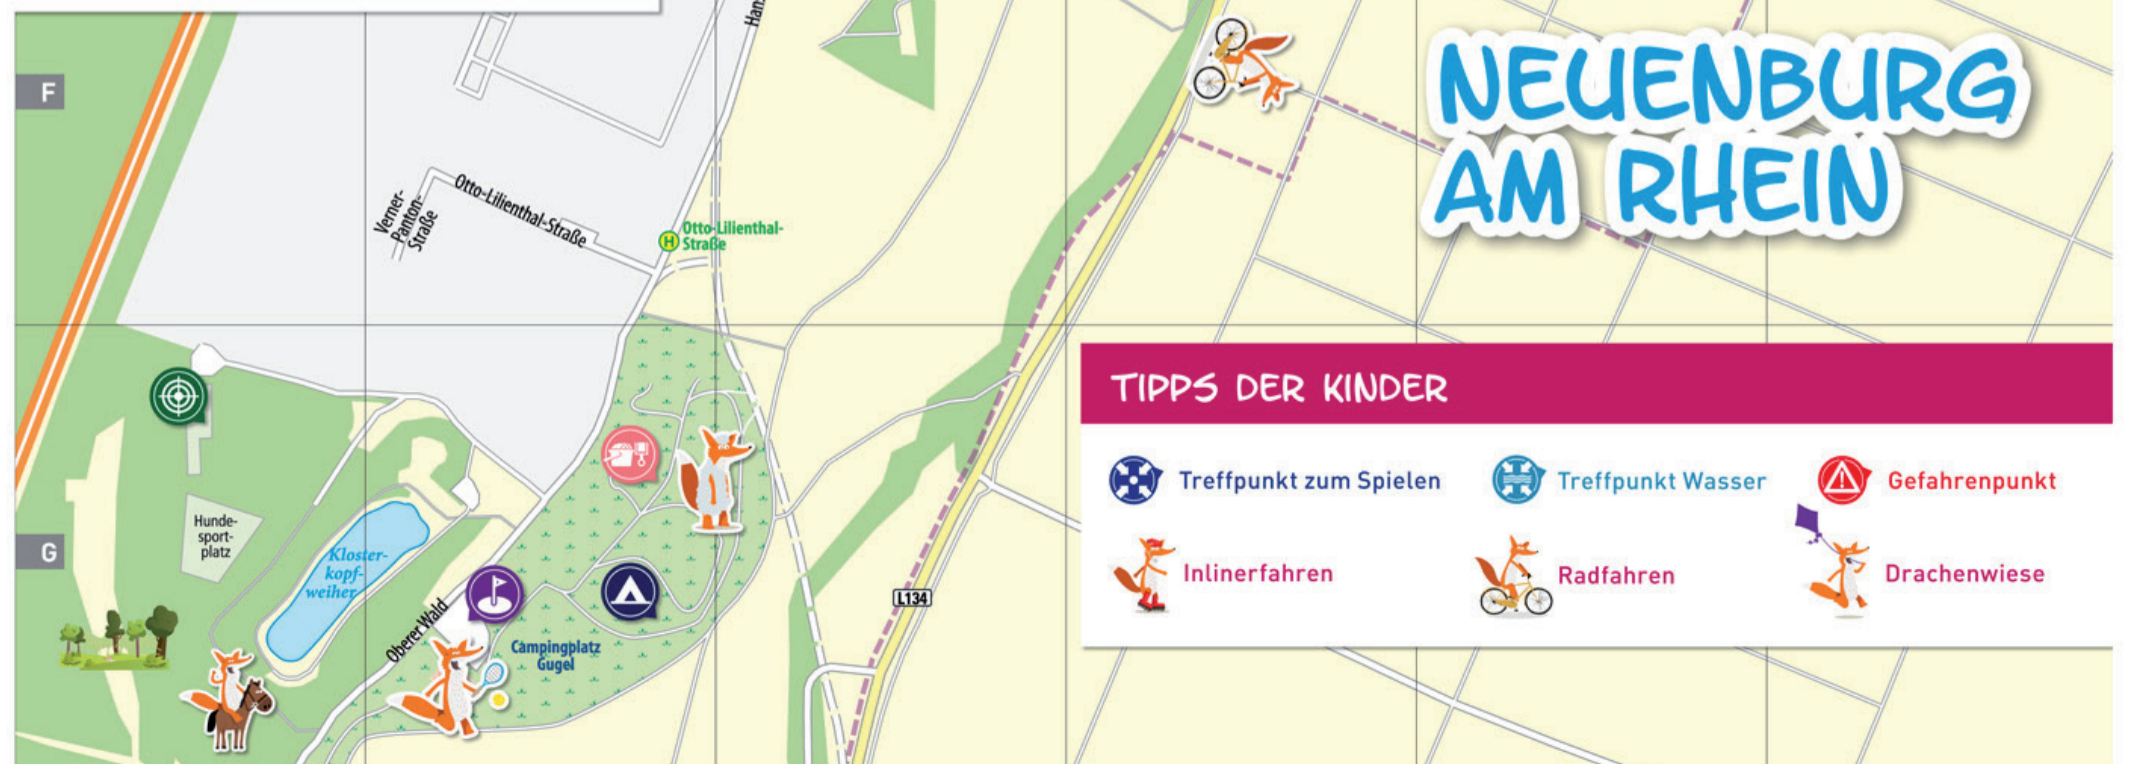 Han
F
NEUENBURG
AM RHEIN
Verner-
Panton-
Straße
Otto-Lilienthal-Straße
H
Otto-Lilienthal-
Straße
TIPPS DER KINDER
Treffpunkt zum Spielen
Treffpunkt Wasser
Gefahrenpunkt
Inlinerfahren
Radfahren
Drachenwiese
Hunde-
sport-
platz
G
Kloster-
kopf-
weiher
Oberer Wald
L134
Campingplatz
Gugel